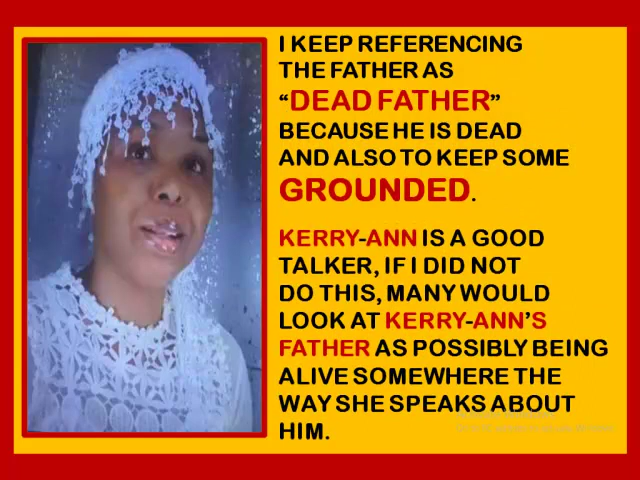 I KEEP REFERENCING
THE FATHER AS
“DEAD FATHER”
BECAUSE HE IS DEAD
AND ALSO TO KEEP SOME
GROUNDED.
KERRY-ANN IS A GOOD
TALKER, IF I DID NOT
DO THIS, MANY WOULD
LOOK AT KERRY-ANN’S
FATHER AS POSSIBLY BEING
ALIVE SOMEWHERE THE
WAY SHE SPEAKS ABOUT
HIM.